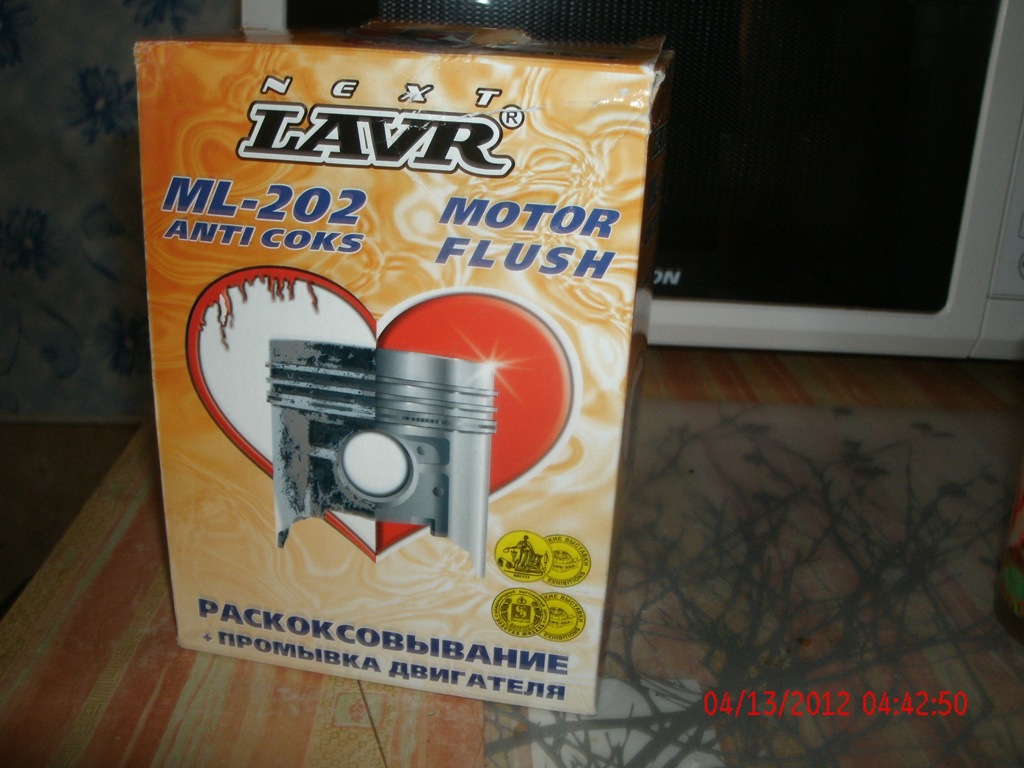 NEXT
LAVR®
ML-202
ANTI COKS
MOTOR
FLUSH
РАСКОКСОВЫВАНИЕ
+ ПРОМЫВКА ДВИГАТЕЛЯ
04/13/2012 04:42:50